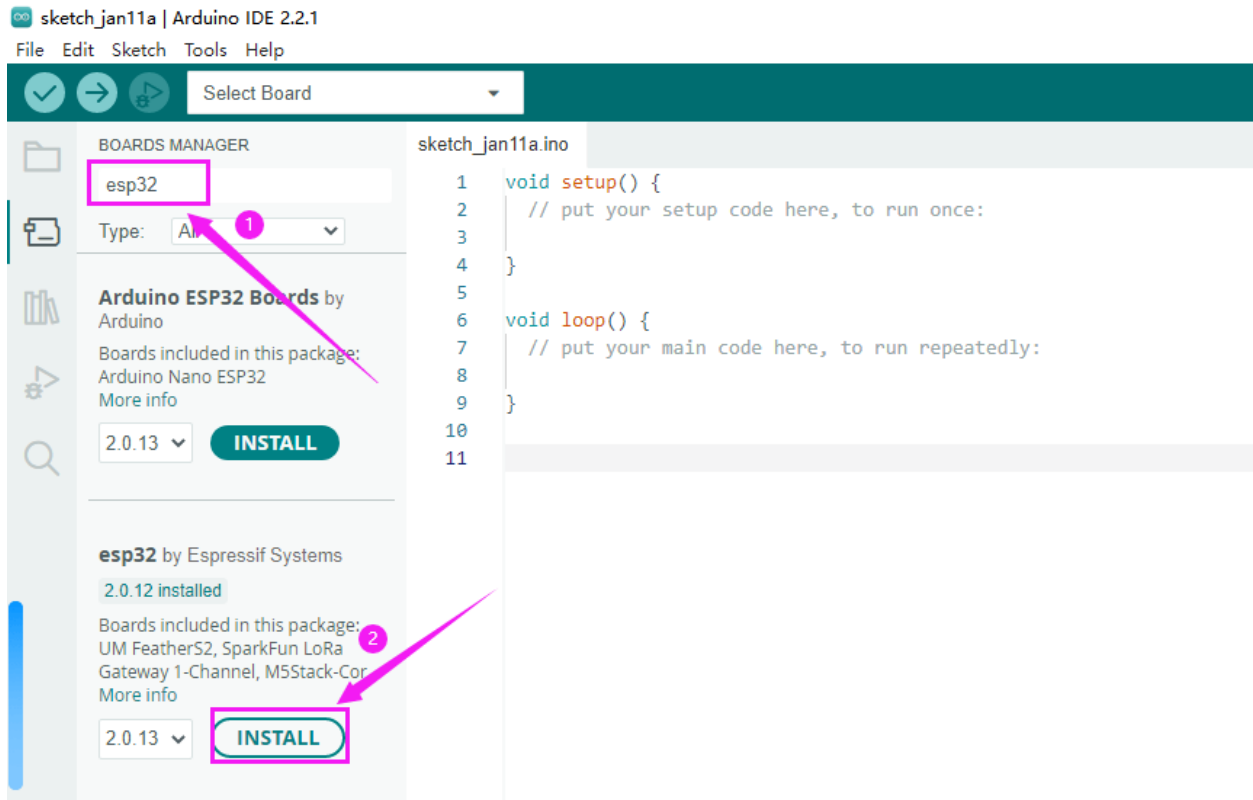 sketch_jan11a | Arduino IDE 2.2.1
File Edit Sketch Tools Help
Select Board
BOARDS MANAGER
esp32
1
Type:
Arduino ESP32 Boards by
Arduino
Boards included in this package:
Arduino Nano ESP32
More info
2.0.13 INSTALL
esp32 by Espressif Systems
2.0.12 installed
Boards included in this package:
2
UM FeatherS2, SparkFun LoRa
Gateway 1-Channel, M5Stack-Cor
More info
2.0.13 INSTALL
sketch_jan11a.ino
1 void setup() {
2 // put your setup code here, to run once:
3
4 }
5
6 void loop() {
7 // put your main code here, to run repeatedly:
8
9 }
10
11